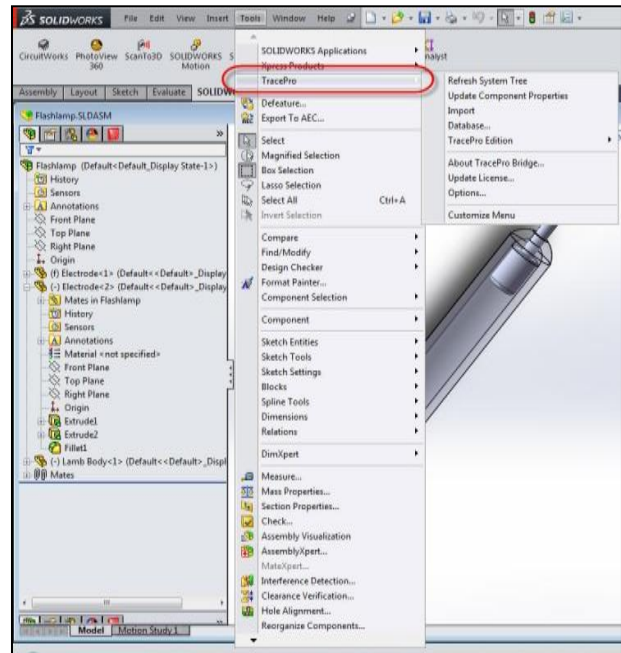 SOLIDWORKS File Edit View Insert Tools Window Help
CircuitWorks PhotoView 360 ScanTo3D SOLIDWORKS Motion
Assembly Layout Sketch Evaluate
Flashlamp.SLDASM
Flashlamp (Default<Default_Display State-1>)
History
Sensors
Annotations
Front Plane
Top Plane
Right Plane
Origin
(f) Electrode<1> (Default<<Default>_Display
(-) Electrode<2> (Default<<Default>_Display
Mates in Flashlamp
History
Sensors
Annotations
Material <not specified>
Front Plane
Top Plane
Right Plane
Origin
Extrude1
Extrude2
Fillet1
(-) Lamb Body<1> (Default<<Default>_Displ
Mates
Model Motion Study 1
SOLIDWORKS Applications
Xpress Products
TracePro
Defeature...
Export To AEC...
Select
Magnified Selection
Box Selection
Lasso Selection
Select All Ctrl+A
Invert Selection
Compare
Find/Modify
Design Checker
Format Painter...
Component Selection
Component
Sketch Entities
Sketch Tools
Sketch Settings
Blocks
Spline Tools
Dimensions
Relations
DimXpert
Measure...
Mass Properties...
Section Properties...
Check...
Assembly Visualization
AssemblyXpert...
MateXpert...
Interference Detection...
Clearance Verification...
Hole Alignment...
Reorganize Components...
Refresh System Tree
Update Component Properties
Import
Database...
TracePro Edition
About TracePro Bridge...
Update License...
Options...
Customize Menu